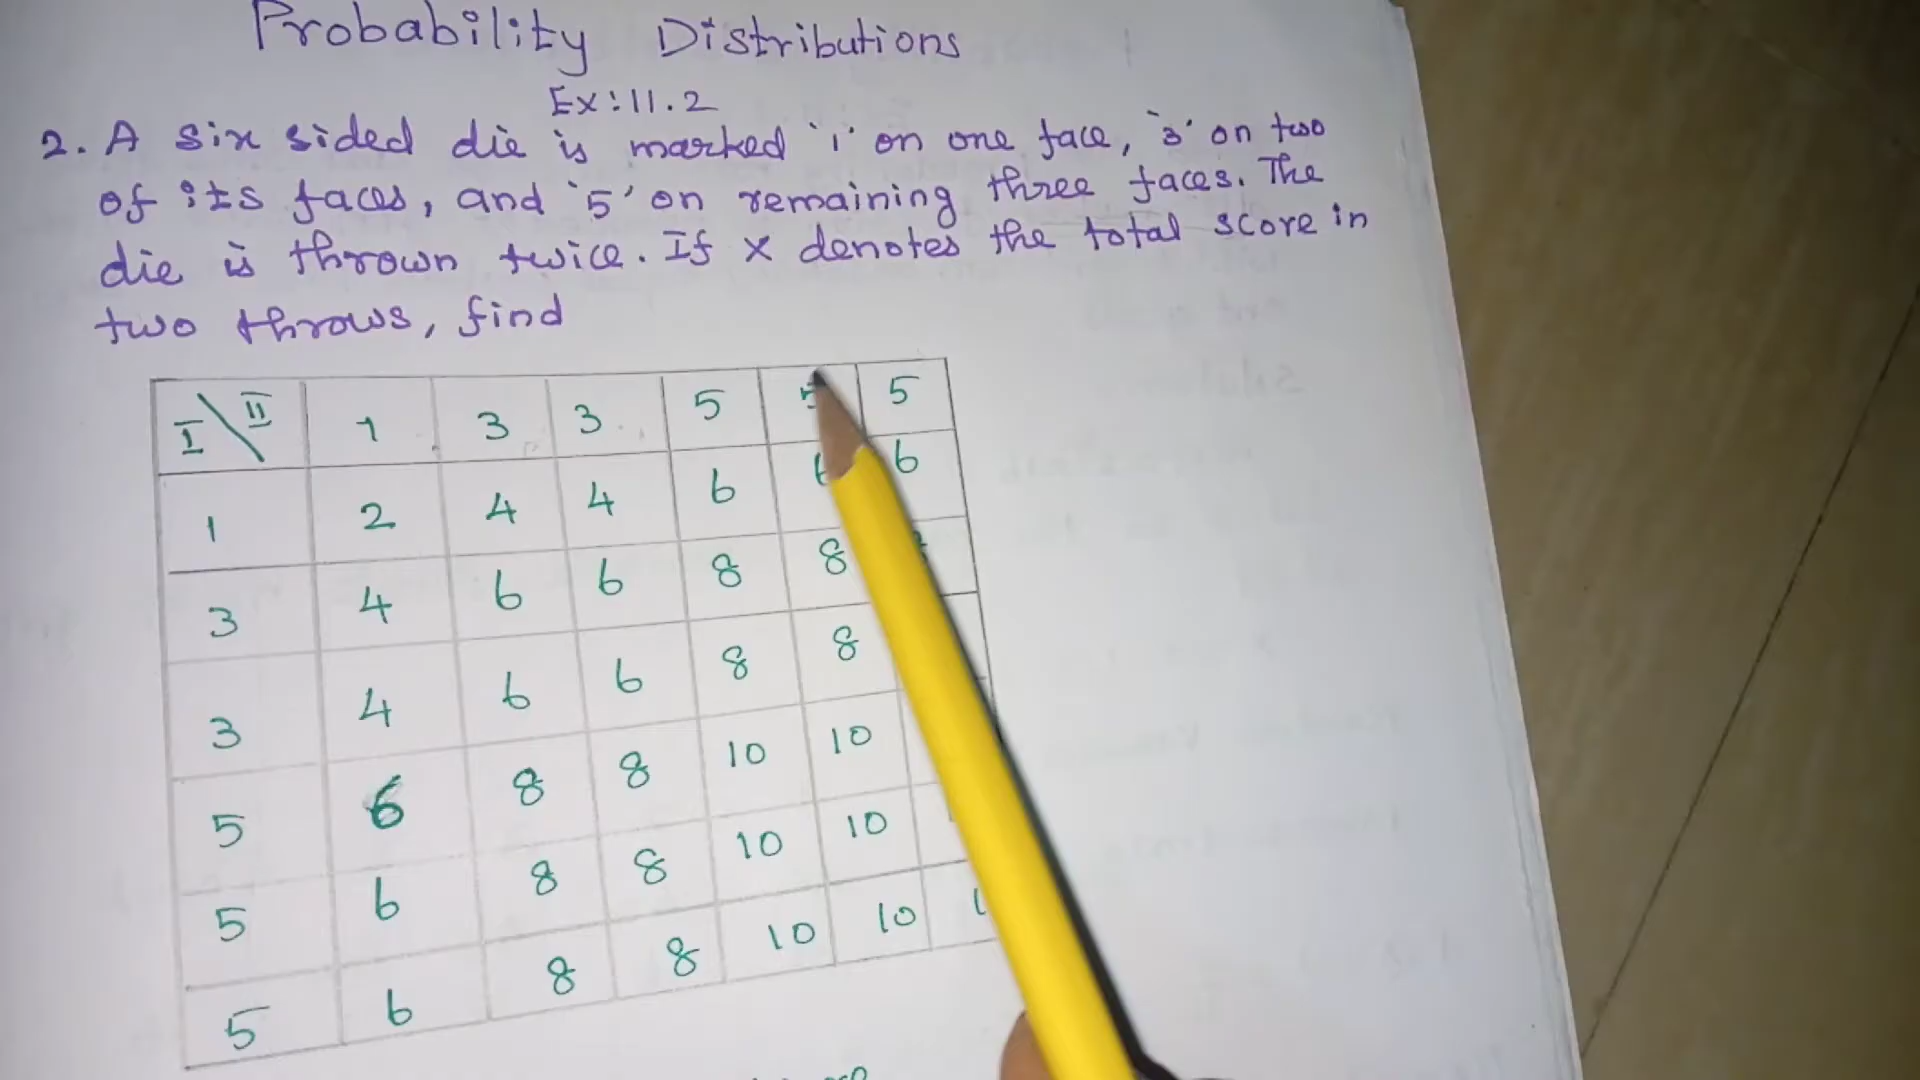 Probability Distributions
Ex: 11.2
2. A six sided die is marked '1' on one face, '3' on two
of its faces, and '5' on remaining three faces. The
die is thrown twice. If X denotes the total score in
two throws, find
I \ II 1 3 3 5 5 5
1 2 4 4 6 6 6
3 4 6 6 8 8
3 4 6 6 8 8
5 6 8 8 10 10
5 6 8 8 10 10
5 6 8 8 10 10